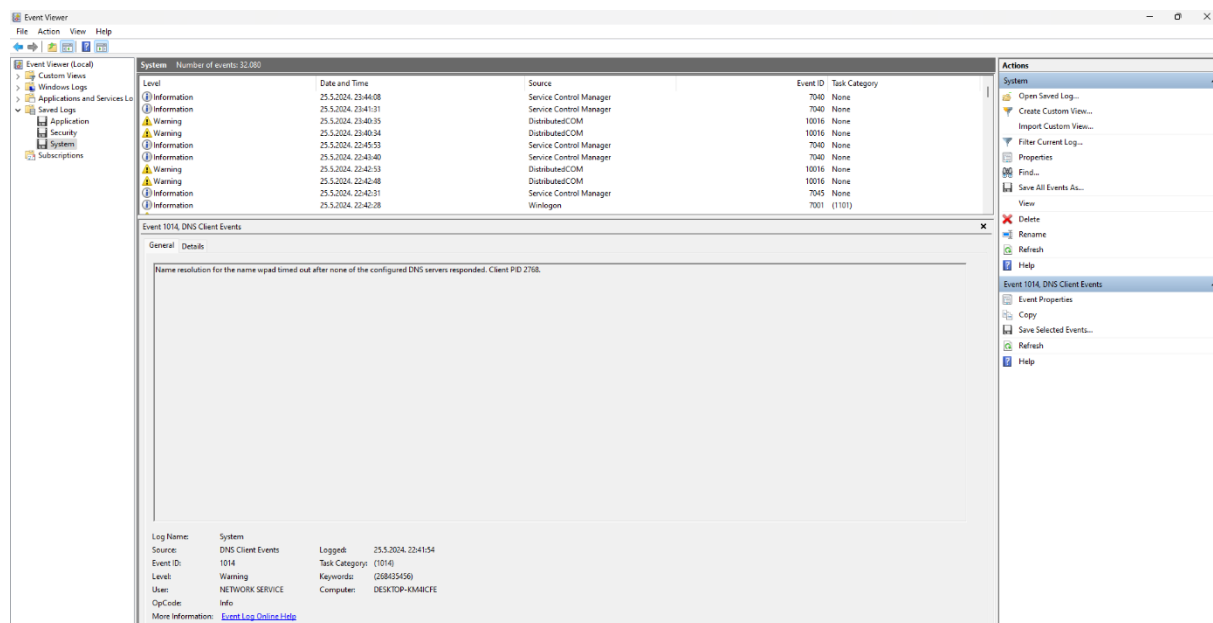 Event Viewer
File Action View Help
Event Viewer (Local)
Custom Views
Windows Logs
Applications and Services Lo
Saved Logs
Application
Security
System
Subscriptions
System Number of events: 32.080
Level Date and Time Source Event ID Task Category
Information 25.5.2024. 23:44:08 Service Control Manager 7040 None
Information 25.5.2024. 23:41:31 Service Control Manager 7040 None
Warning 25.5.2024. 23:40:35 DistributedCOM 10016 None
Warning 25.5.2024. 23:40:34 DistributedCOM 10016 None
Information 25.5.2024. 22:45:53 Service Control Manager 7040 None
Information 25.5.2024. 22:43:40 Service Control Manager 7040 None
Warning 25.5.2024. 22:42:53 DistributedCOM 10016 None
Warning 25.5.2024. 22:42:48 DistributedCOM 10016 None
Information 25.5.2024. 22:42:31 Service Control Manager 7045 None
Information 25.5.2024. 22:42:28 Winlogon 7001 (1101)
Event 1014, DNS Client Events
General Details
Name resolution for the name wpad timed out after none of the configured DNS servers responded. Client PID 2768.
Log Name: System
Source: DNS Client Events Logged: 25.5.2024. 22:41:54
Event ID: 1014 Task Category: (1014)
Level: Warning Keywords: (268435456)
User: NETWORK SERVICE Computer: DESKTOP-KM4ICFE
OpCode: Info
More Information: Event Log Online Help
Actions
System
Open Saved Log...
Create Custom View...
Import Custom View...
Filter Current Log...
Properties
Find...
Save All Events As...
View
Delete
Rename
Refresh
Help
Event 1014, DNS Client Events
Event Properties
Copy
Save Selected Events...
Refresh
Help